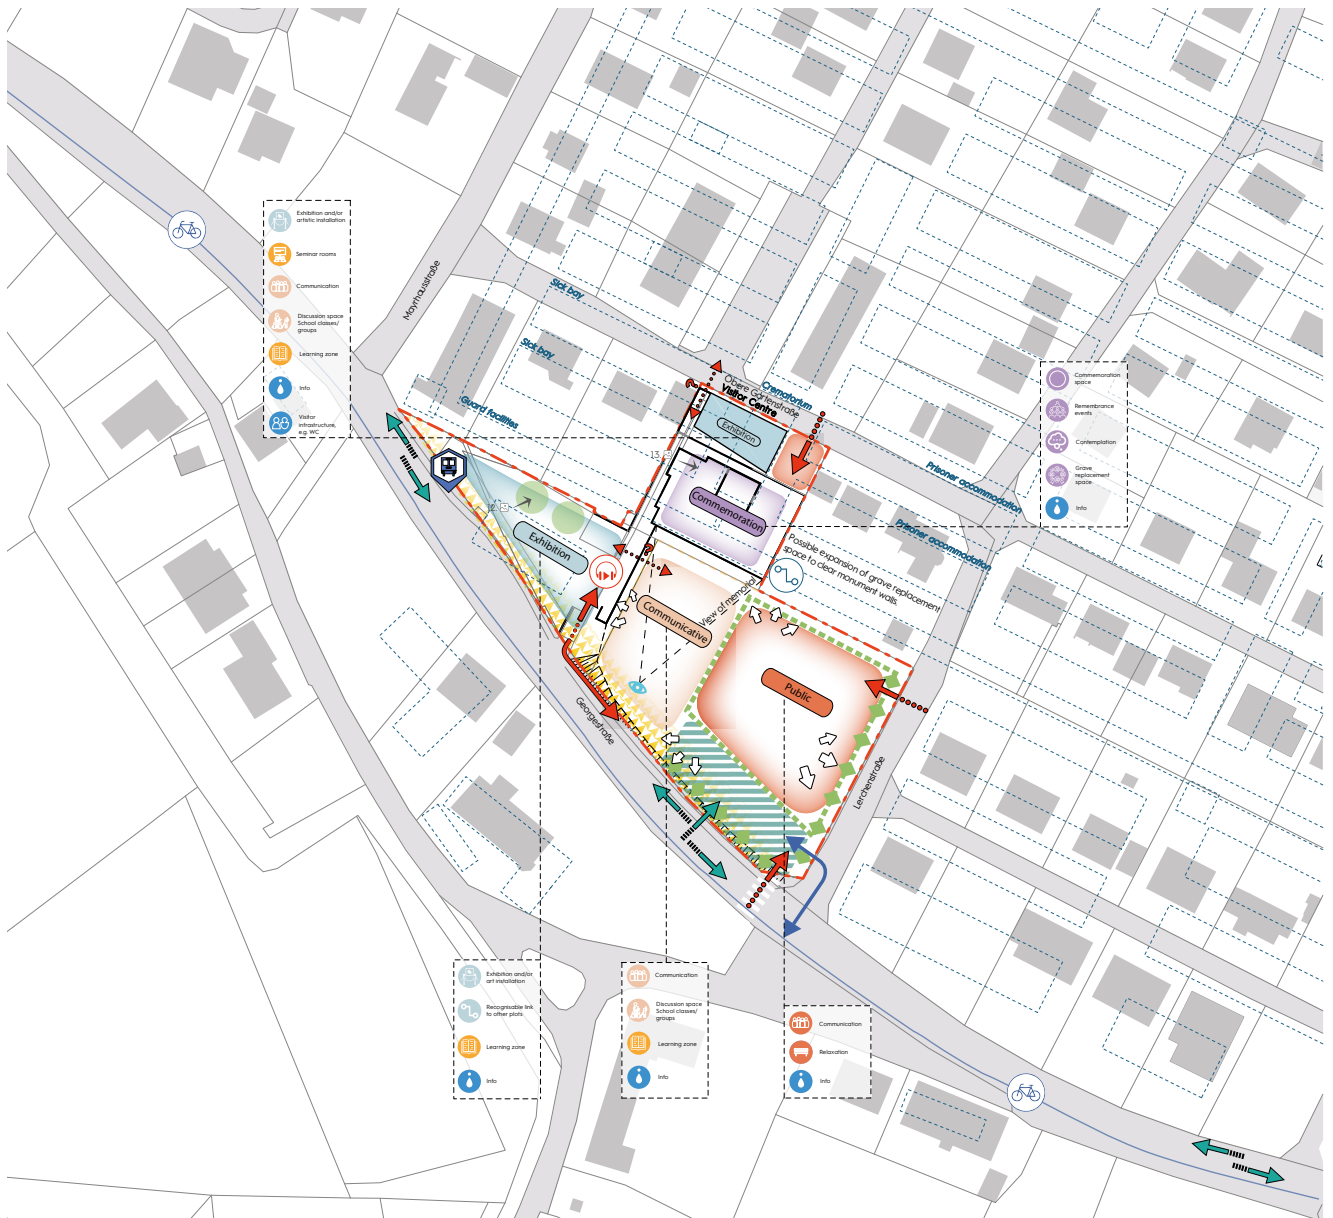 Exhibition and/or
artistic installation
Seminar rooms
Communication
Discussion space
School classes/
groups
Learning zone
Info
Visitor
infrastructure,
e.g. WC
Mayrhausstraße
Sick bay
Sick bay
Guard facilities
Crematorium
Obere Gartenstraße
Visitor Centre
Exhibition
Commemoration
space
Remembrance
events
Contemplation
Grave
replacement
space
Info
Prisoner accommodation
Prisoner accommodation
13
12
Commemoration
Exhibition
?
?
Possible expansion of grave replacement
space to clear monument walls.
View of memorial
Communicative
Public
Georgestraße
Lerchenstraße
Exhibition and/or
art installation
Recognisable link
to other plots
Learning zone
Info
Communication
Discussion space
School classes/
groups
Learning zone
Info
Communication
Relaxation
Info